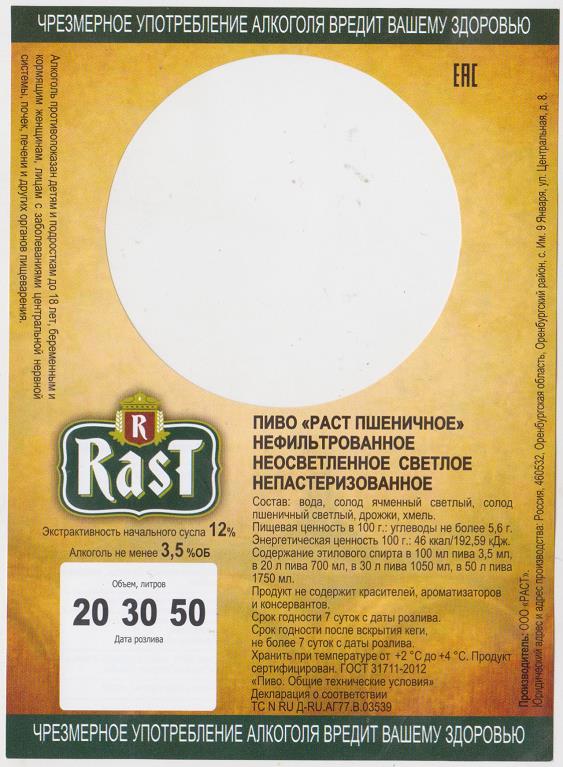 ЧРЕЗМЕРНОЕ УПОТРЕБЛЕНИЕ АЛКОГОЛЯ ВРЕДИТ ВАШЕМУ ЗДОРОВЬЮ
EAC
Алкоголь противопоказан детям и подросткам до 18 лет, беременным и
кормящим женщинам, лицам с заболеваниями центральной нервной
системы, почек, печени и других органов пищеварения.
R
RasT
Экстрактивность начального сусла 12%
Алкоголь не менее 3,5 %ОБ
Объем, литров
20 30 50
Дата розлива
ПИВО «РАСТ ПШЕНИЧНОЕ»
НЕФИЛЬТРОВАННОЕ
НЕОСВЕТЛЕННОЕ СВЕТЛОЕ
НЕПАСТЕРИЗОВАННОЕ
Состав: вода, солод ячменный светлый, солод
пшеничный светлый, дрожжи, хмель.
Пищевая ценность в 100 г.: углеводы не более 5,6 г.
Энергетическая ценность 100 г.: 46 ккал/192,59 кДж.
Содержание этилового спирта в 100 мл пива 3,5 мл,
в 20 л пива 700 мл, в 30 л пива 1050 мл, в 50 л пива
1750 мл.
Продукт не содержит красителей, ароматизаторов
и консервантов.
Срок годности 7 суток с даты розлива.
Срок годности после вскрытия кеги,
не более 7 суток с даты розлива.
Хранить при температуре от +2 °С до +4 °С. Продукт
сертифицирован. ГОСТ 31711-2012
«Пиво. Общие технические условия»
Декларация о соответствии
ТС N RU Д-RU.АГ77.В.03539
Производитель: ООО «РАСТ».
Юридический адрес и адрес производства: Россия, 460532, Оренбургская область, Оренбургский район, с. Им. 9 Января, ул. Центральная, д. 8.
ЧРЕЗМЕРНОЕ УПОТРЕБЛЕНИЕ АЛКОГОЛЯ ВРЕДИТ ВАШЕМУ ЗДОРОВЬЮ